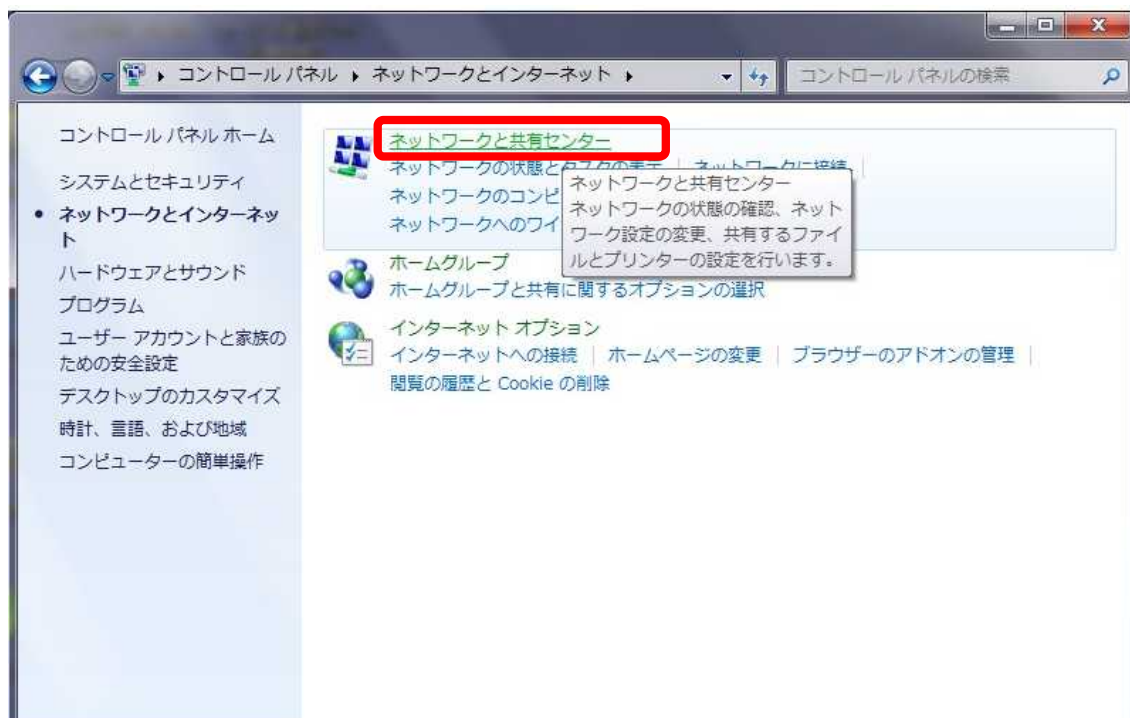 コントロール パネル ▸ ネットワークとインターネット ▸
コントロール パネルの検索
コントロール パネル ホーム
システムとセキュリティ
ネットワークとインターネッ
ト
ハードウェアとサウンド
プログラム
ユーザー アカウントと家族の
ための安全設定
デスクトップのカスタマイズ
時計、言語、および地域
コンピューターの簡単操作
ネットワークと共有センター
ネットワークの状態とタスクの表示 | ネットワークに接続
ネットワークのコンピ
ネットワークへのワイ
ネットワークと共有センター
ネットワークの状態の確認、ネット
ワーク設定の変更、共有するファイ
ルとプリンターの設定を行います。
ホームグループ
ホームグループと共有に関するオプションの選択
インターネット オプション
インターネットへの接続 | ホームページの変更 | ブラウザーのアドオンの管理
閲覧の履歴と Cookie の削除